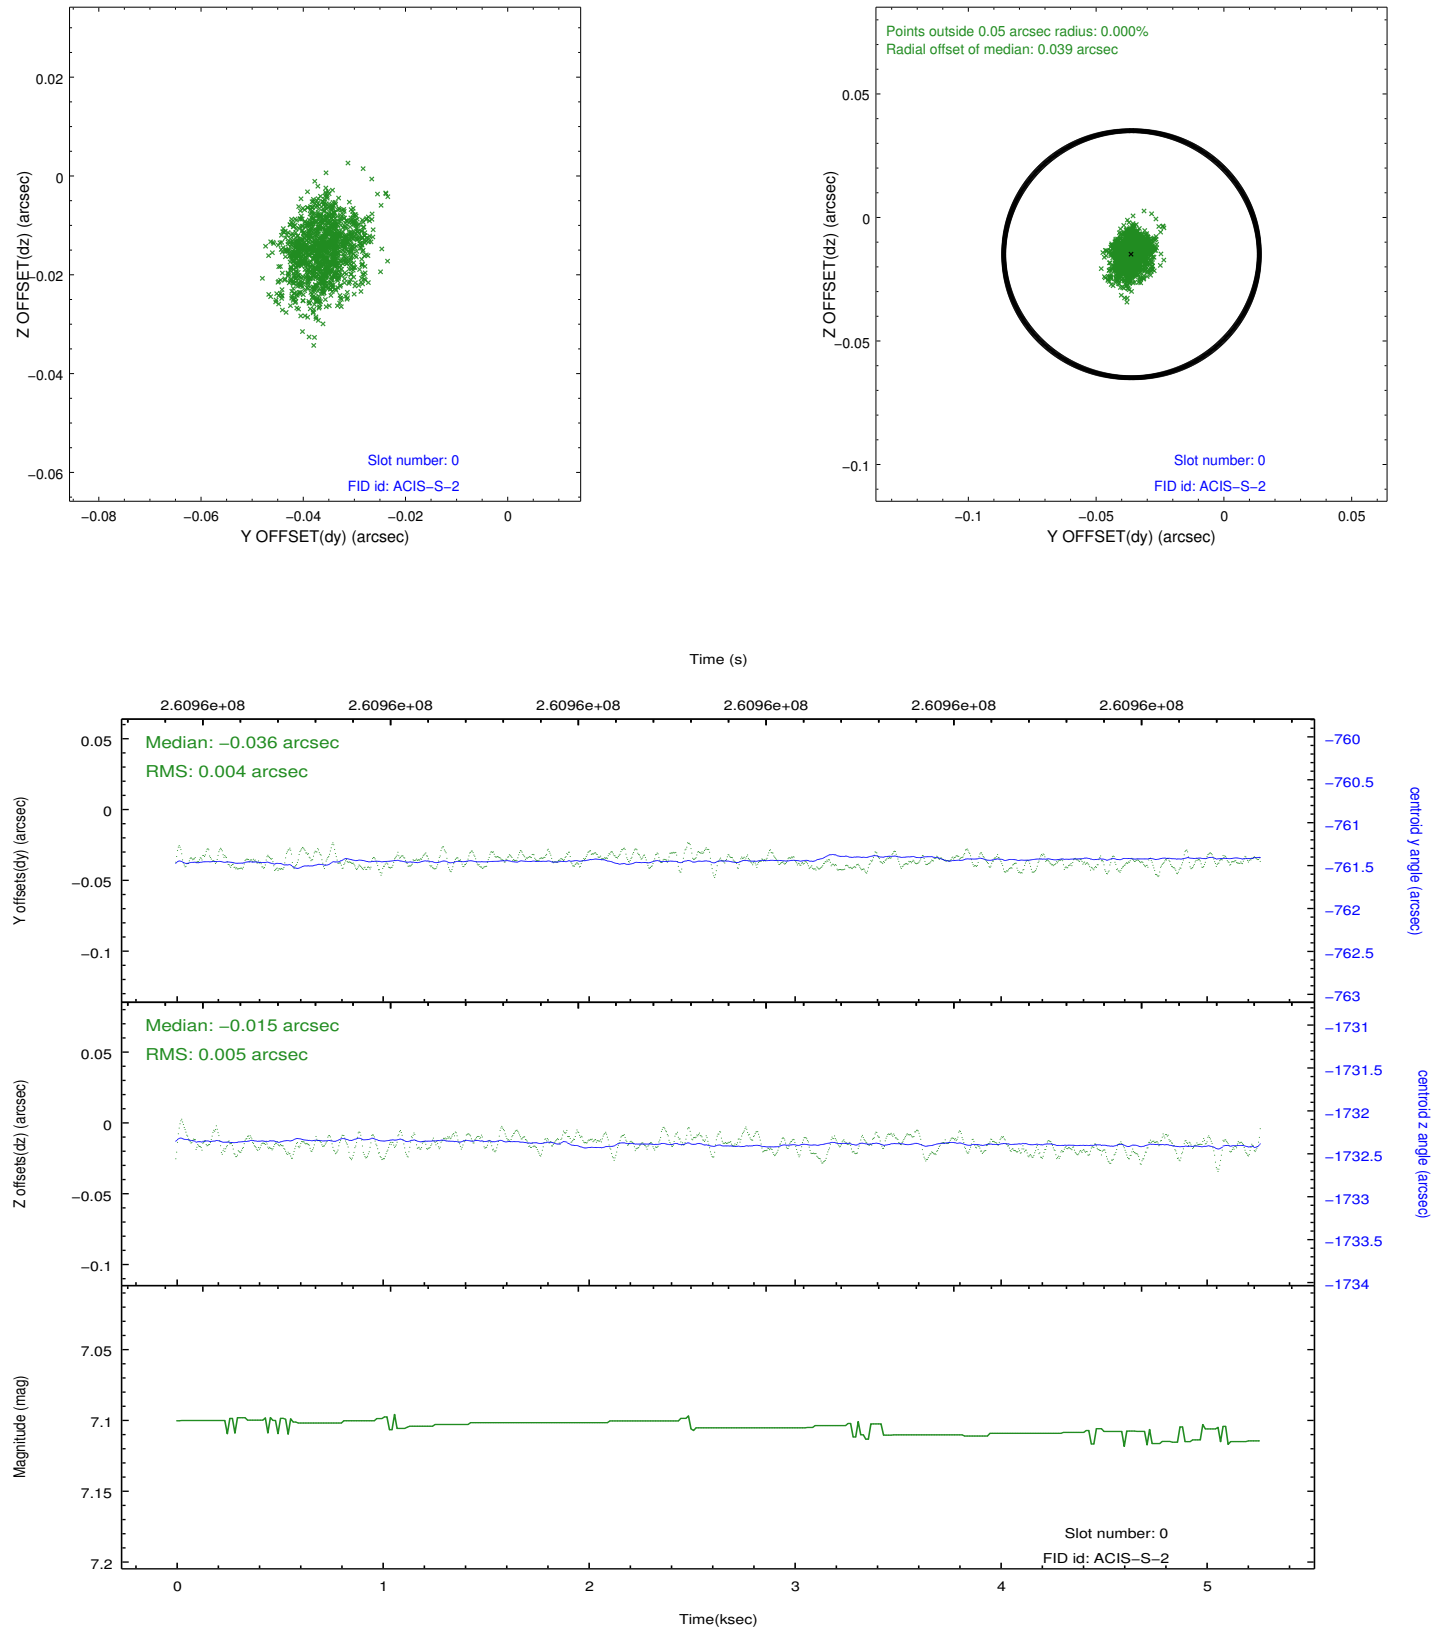 0.02
0
−0.02
−0.04
−0.06
Z OFFSET(dz) (arcsec)
Slot number: 0
FID id: ACIS−S−2
−0.08
−0.06
−0.04
−0.02
0
Y OFFSET(dy) (arcsec)
Points outside 0.05 arcsec radius: 0.000%
Radial offset of median: 0.039 arcsec
0.05
0
−0.05
−0.1
Z OFFSET(dz) (arcsec)
Slot number: 0
FID id: ACIS−S−2
−0.1
−0.05
0
0.05
Y OFFSET(dy) (arcsec)
Time (s)
2.6096e+08
2.6096e+08
2.6096e+08
2.6096e+08
2.6096e+08
2.6096e+08
Median: −0.036 arcsec
RMS: 0.004 arcsec
0.05
0
−0.05
−0.1
Y offsets(dy) (arcsec)
−760
−760.5
−761
−761.5
−762
−762.5
−763
centroid y angle (arcsec)
Median: −0.015 arcsec
RMS: 0.005 arcsec
0.05
0
−0.05
−0.1
Z offsets(dz) (arcsec)
−1731
−1731.5
−1732
−1732.5
−1733
−1733.5
−1734
centroid z angle (arcsec)
7.05
7.1
7.15
7.2
Magnitude (mag)
Slot number: 0
FID id: ACIS−S−2
0
1
2
3
4
5
Time(ksec)